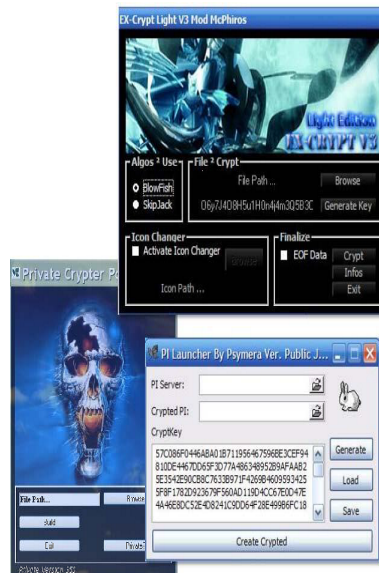 EX-Crypt Light V3 Mod McPhiros
Light Edition
EX-CRYPT V3
Algos ² Use
File ² Crypt
BlowFish
File Path ...
Browse
SkipJack
Generate Key
Icon Changer
Finalize
Activate Icon Changer
Browse
EOF Data
Crypt
Infos
Icon Path ...
Exit
Private Crypter
File Path...
Build
Exit
PI Launcher By Psymera Ver. Public J...
PI Server:
Crypted PI:
CryptKey
57C086F0446ABA01B711956467596BE3CEF94
810DE4467DD65F3D77A486348952B9AFAAB2
5E3542E90CB8C7633B971F4269B4609593425
5F8F1782D923679F560AD119D4CC67E0D47E
4A46E8DC52E4D8241C9DD64F28E499B6FC18
Generate
Load
Save
Create Crypted